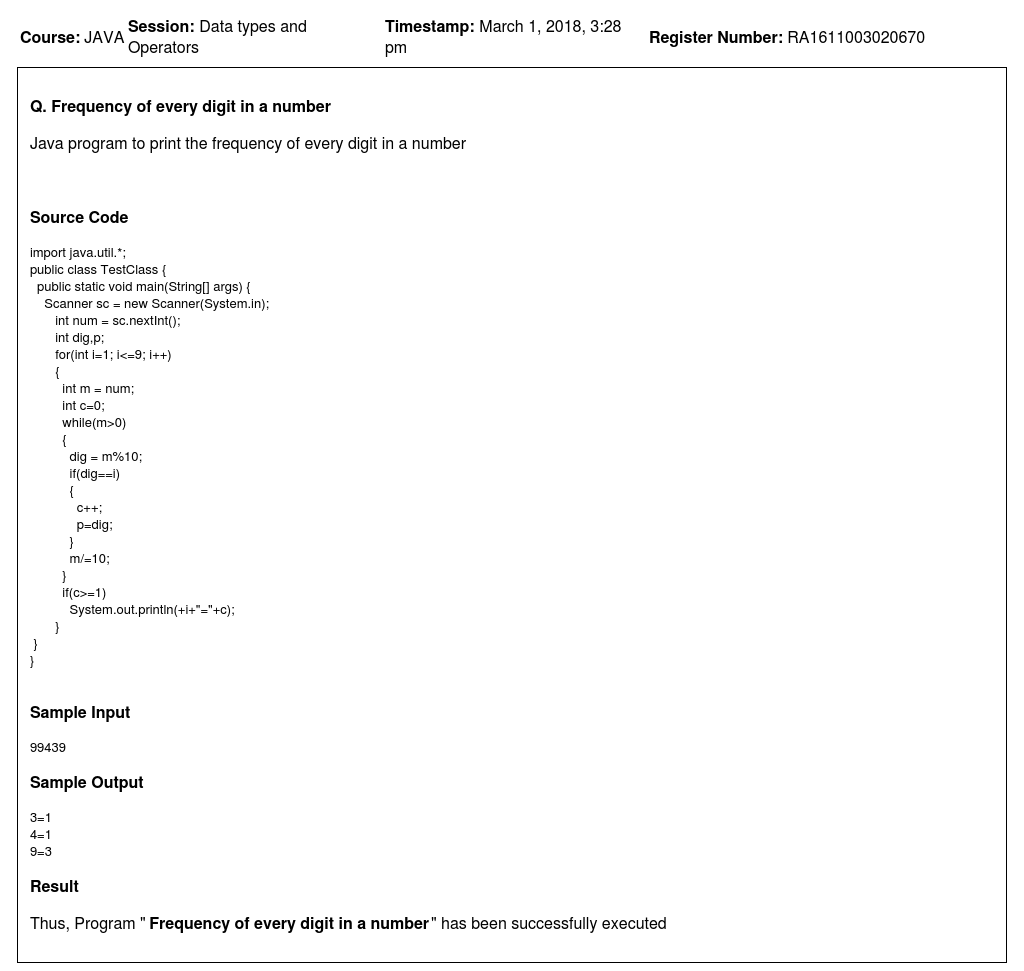 Course: JAVA Session: Data types and Operators Timestamp: March 1, 2018, 3:28 pm Register Number: RA1611003020670
Q. Frequency of every digit in a number
Java program to print the frequency of every digit in a number
Source Code
import java.util.*;
public class TestClass {
  public static void main(String[] args) {
    Scanner sc = new Scanner(System.in);
       int num = sc.nextInt();
       int dig,p;
       for(int i=1; i<=9; i++)
       {
         int m = num;
         int c=0;
         while(m>0)
         {
           dig = m%10;
           if(dig==i)
           {
             c++;
             p=dig;
           }
           m/=10;
         }
         if(c>=1)
           System.out.println(+i+"="+c);
       }
 }
}
Sample Input
99439
Sample Output
3=1
4=1
9=3
Result
Thus, Program " Frequency of every digit in a number" has been successfully executed